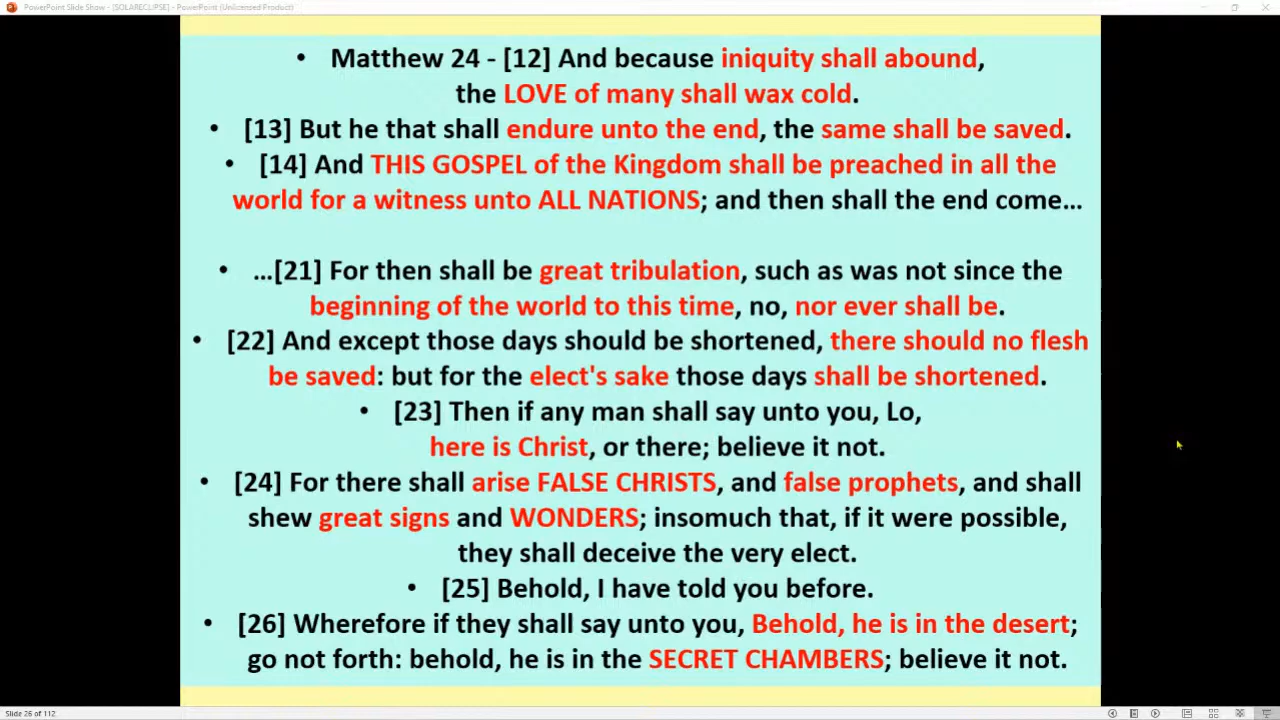 PowerPoint Slide Show - [SOLARECLIPSE] - PowerPoint (Unlicensed Product)
• Matthew 24 - [12] And because iniquity shall abound,
the LOVE of many shall wax cold.
• [13] But he that shall endure unto the end, the same shall be saved.
• [14] And THIS GOSPEL of the Kingdom shall be preached in all the
world for a witness unto ALL NATIONS; and then shall the end come...
• ...[21] For then shall be great tribulation, such as was not since the
beginning of the world to this time, no, nor ever shall be.
• [22] And except those days should be shortened, there should no flesh
be saved: but for the elect's sake those days shall be shortened.
• [23] Then if any man shall say unto you, Lo,
here is Christ, or there; believe it not.
• [24] For there shall arise FALSE CHRISTS, and false prophets, and shall
shew great signs and WONDERS; insomuch that, if it were possible,
they shall deceive the very elect.
• [25] Behold, I have told you before.
• [26] Wherefore if they shall say unto you, Behold, he is in the desert;
go not forth: behold, he is in the SECRET CHAMBERS; believe it not.
Slide 26 of 112